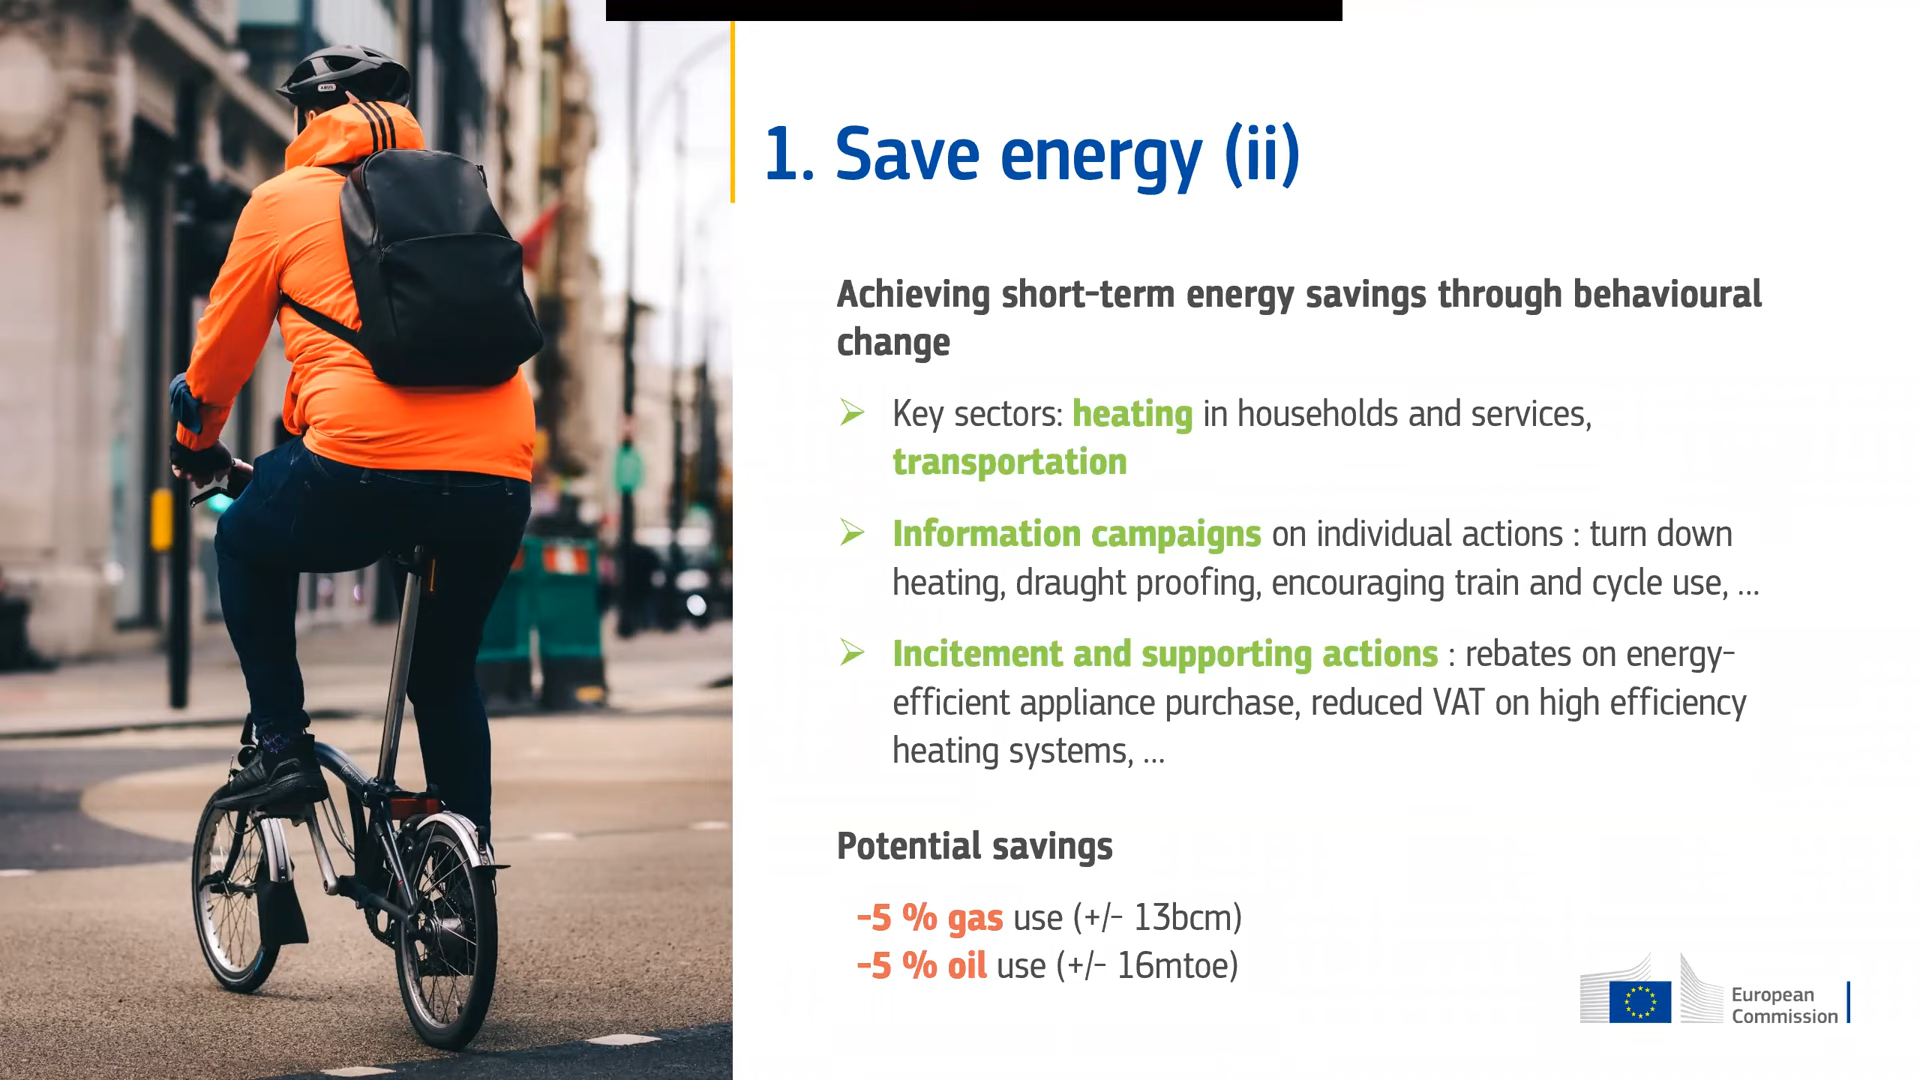 1. Save energy (ii)
Achieving short-term energy savings through behavioural
change
Key sectors: heating in households and services,
transportation
Information campaigns on individual actions : turn down
heating, draught proofing, encouraging train and cycle use, ...
Incitement and supporting actions : rebates on energy-
efficient appliance purchase, reduced VAT on high efficiency
heating systems, ...
Potential savings
-5 % gas use (+/- 13bcm)
-5 % oil use (+/- 16mtoe)
European
Commission
ABUS